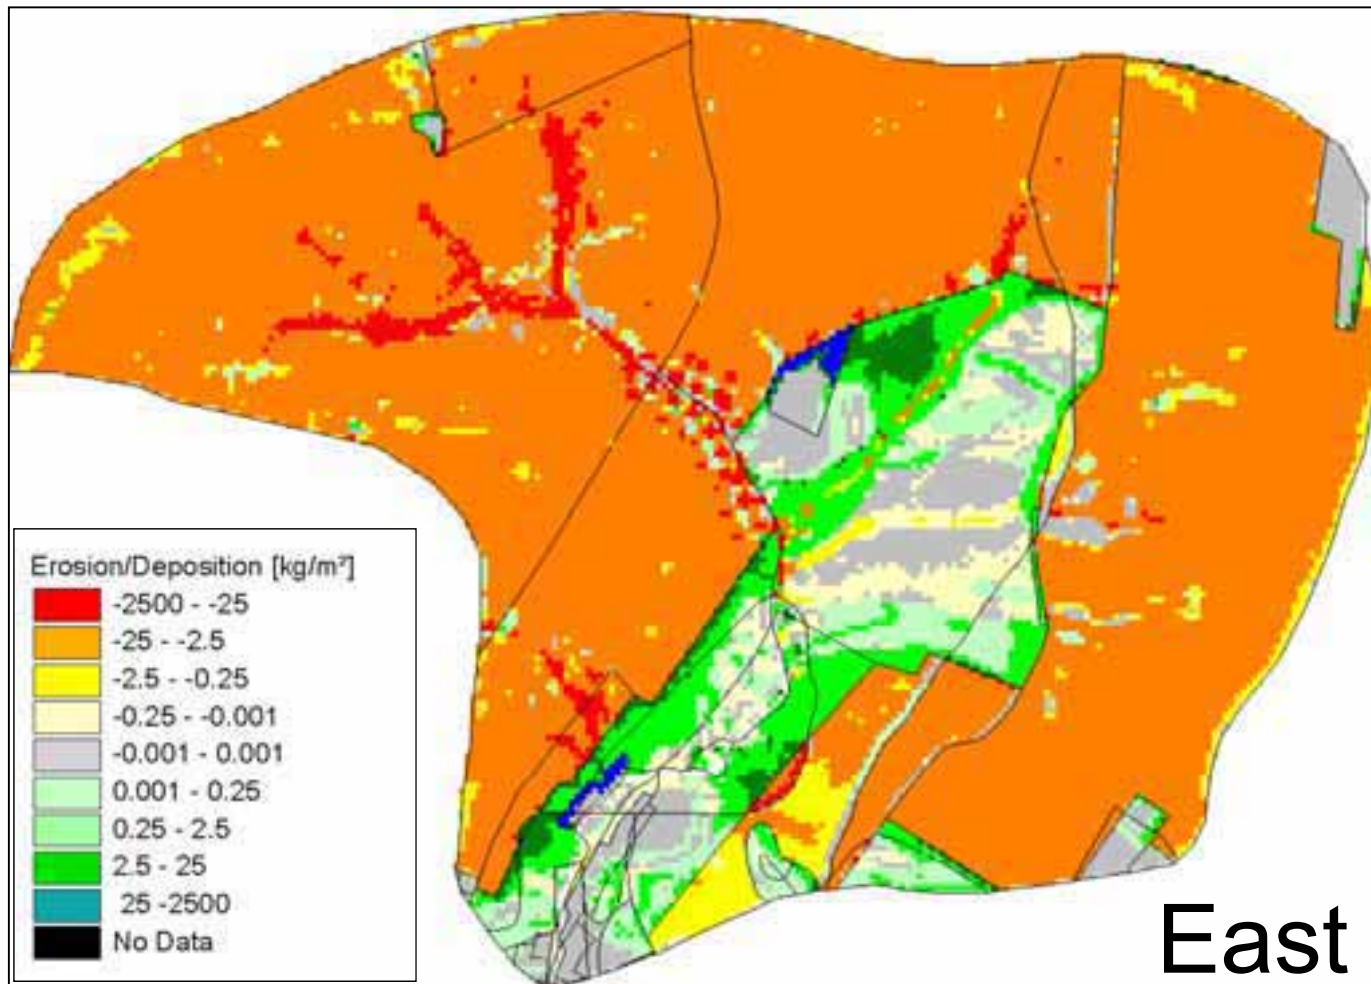 Erosion/Deposition [kg/m²]
-2500 - -25
-25 - -2.5
-2.5 - -0.25
-0.25 - -0.001
-0.001 - 0.001
0.001 - 0.25
0.25 - 2.5
2.5 - 25
25 -2500
No Data
East